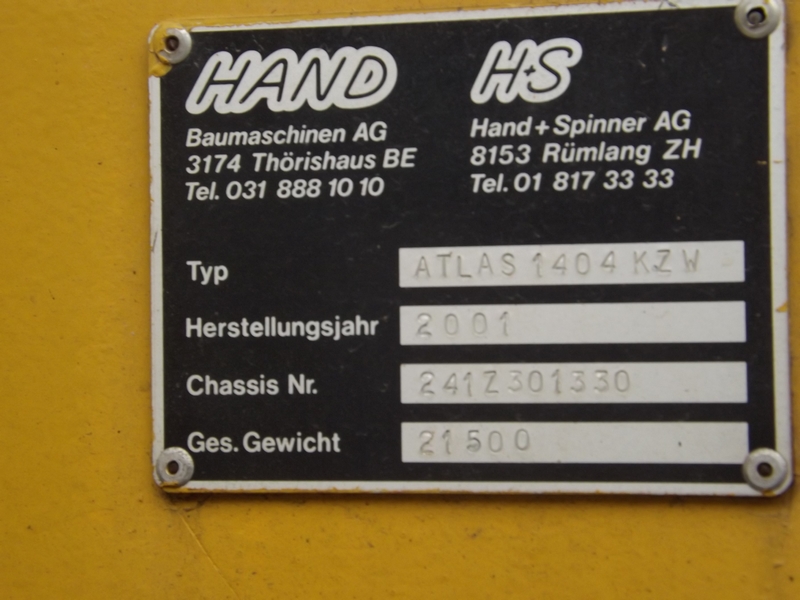 HAND
Baumaschinen AG
3174 Thörishaus BE
Tel. 031 888 10 10
H+S
Hand+Spinner AG
8153 Rümlang ZH
Tel. 01 817 33 33
Typ ATLAS 1404 KZW
Herstellungsjahr 2001
Chassis Nr. 241Z301330
Ges. Gewicht 21500